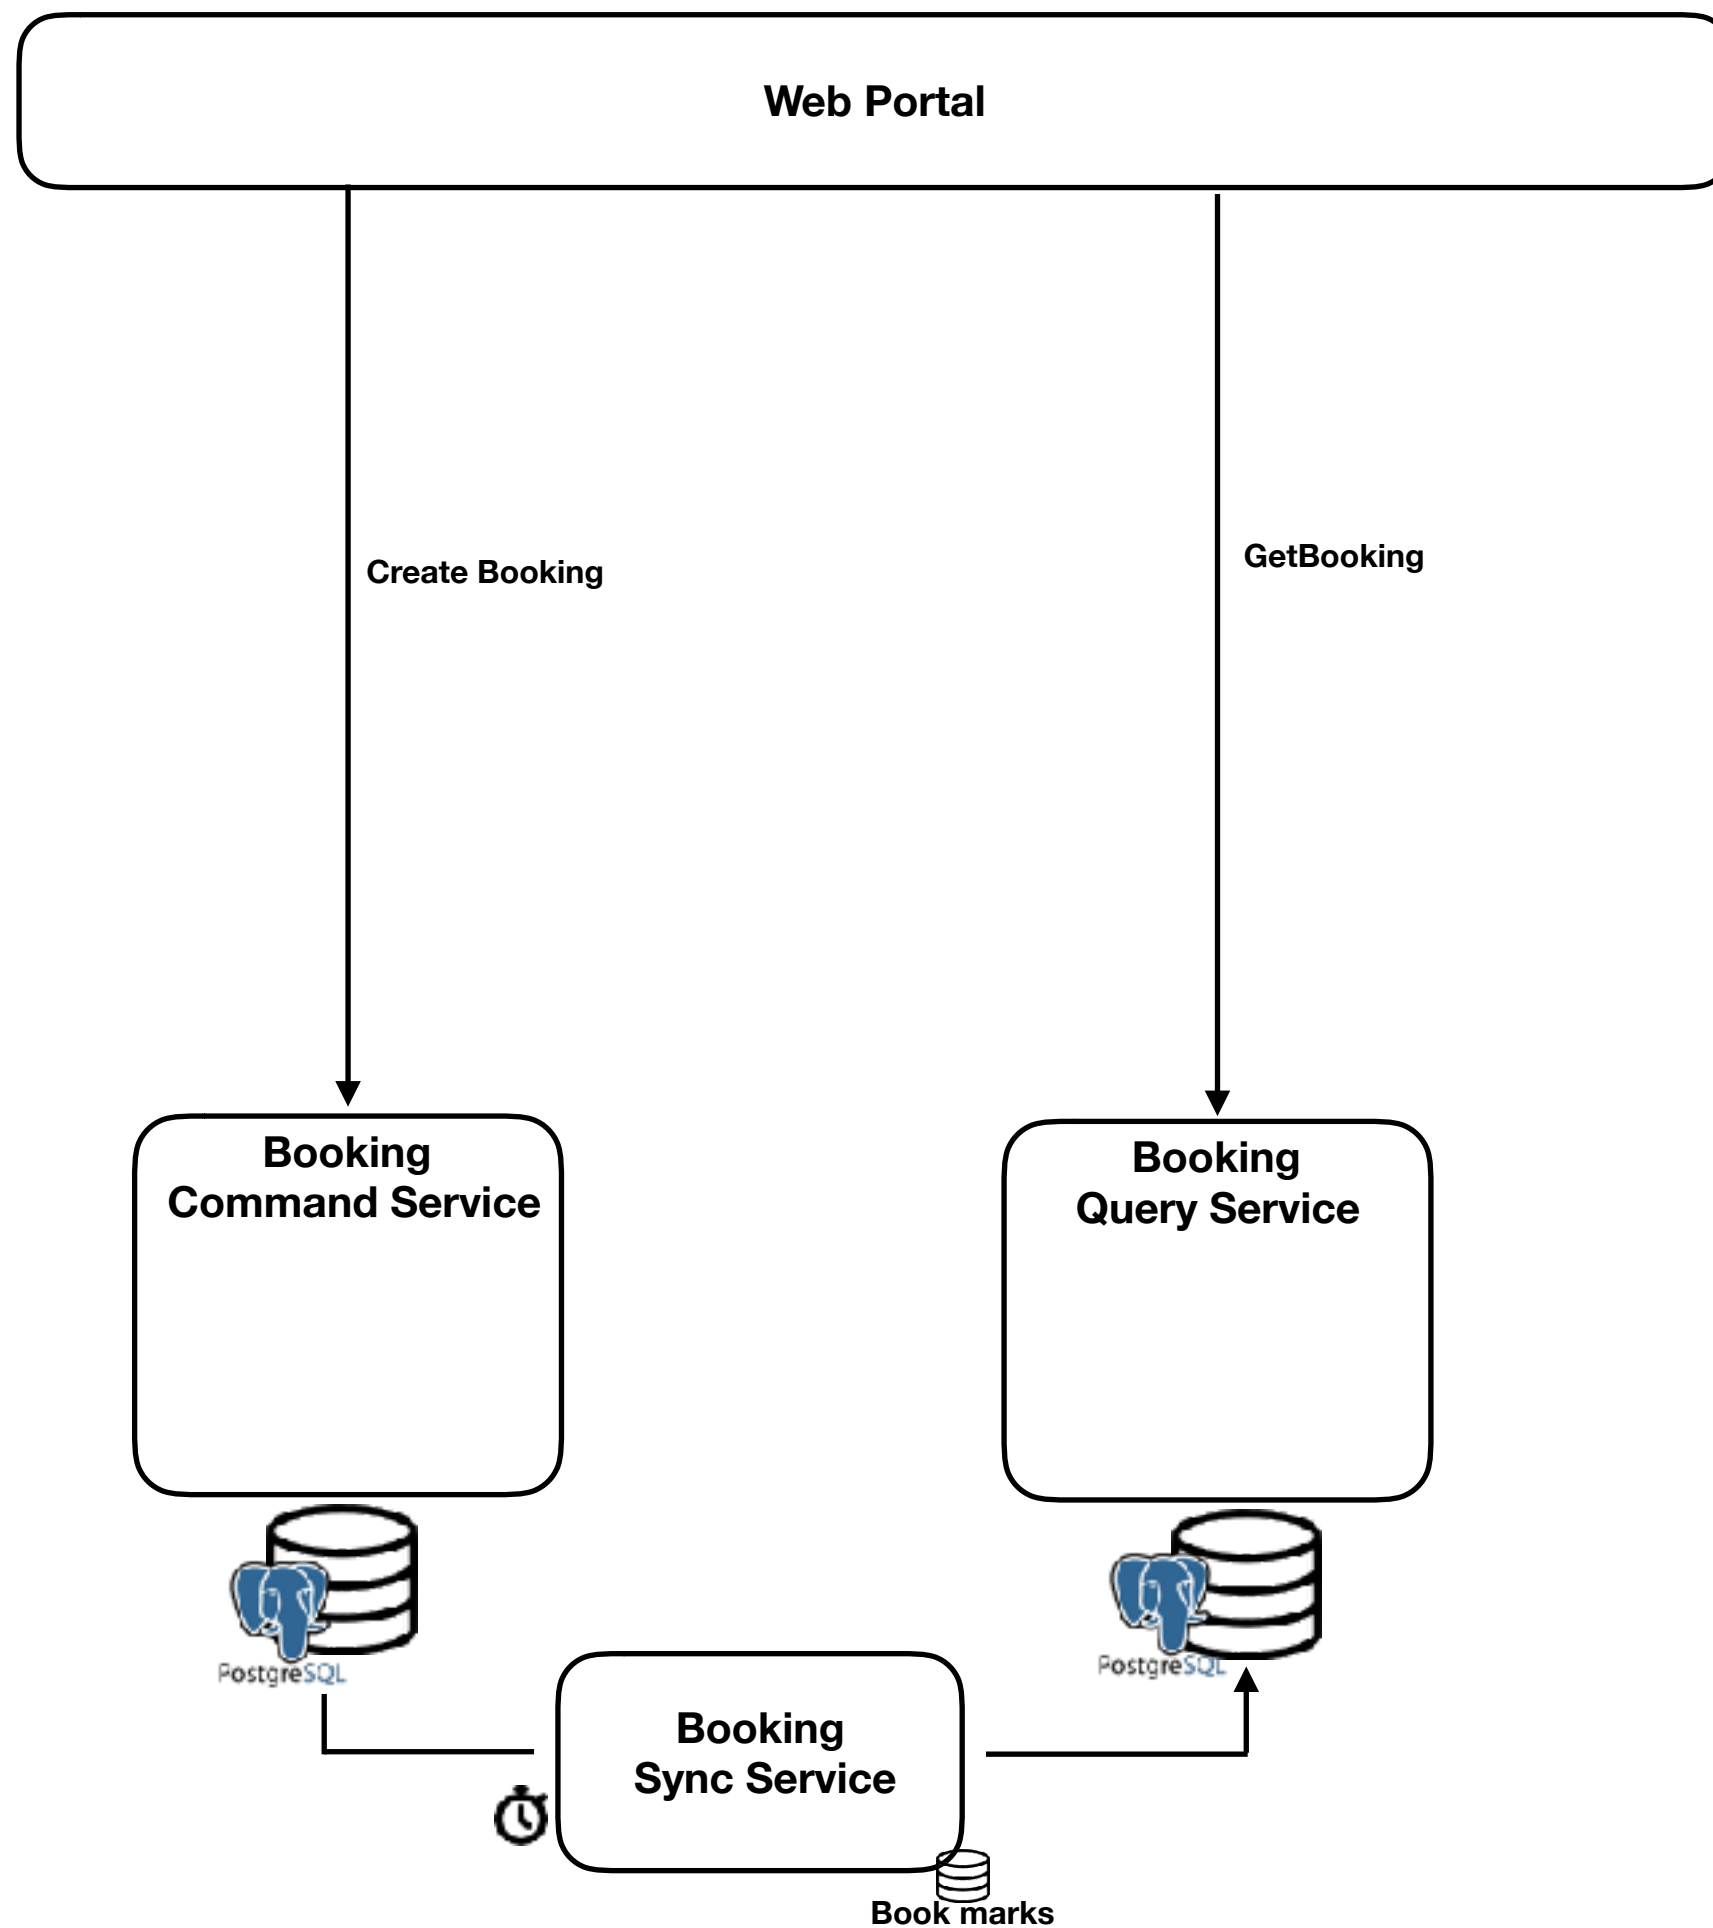 Web Portal
Create Booking
GetBooking
Booking
Command Service
Booking
Query Service
PostgreSQL
PostgreSQL
Booking
Sync Service
Book marks